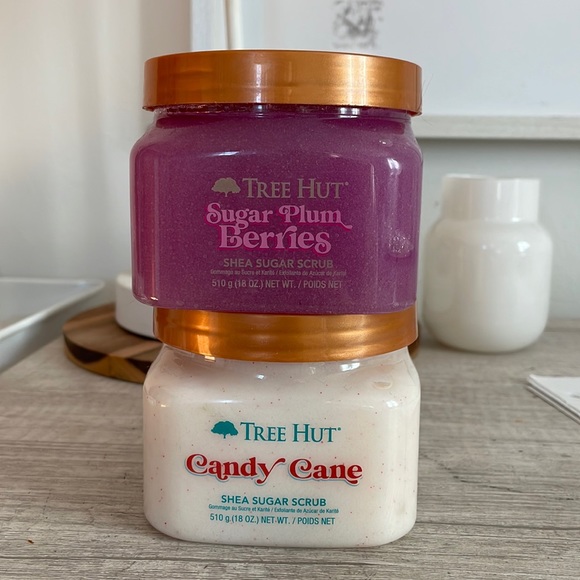 TREE HUT®
Sugar Plum
Berries™
SHEA SUGAR SCRUB
Gommage au Sucre et Karité / Exfoliante de Azúcar de Karité
510 g (18 OZ.) NET WT. / POIDS NET
TREE HUT®
Candy Cane
SHEA SUGAR SCRUB
Gommage au Sucre et Karité / Exfoliante de Azúcar de Karité
510 g (18 OZ.) NET WT. / POIDS NET